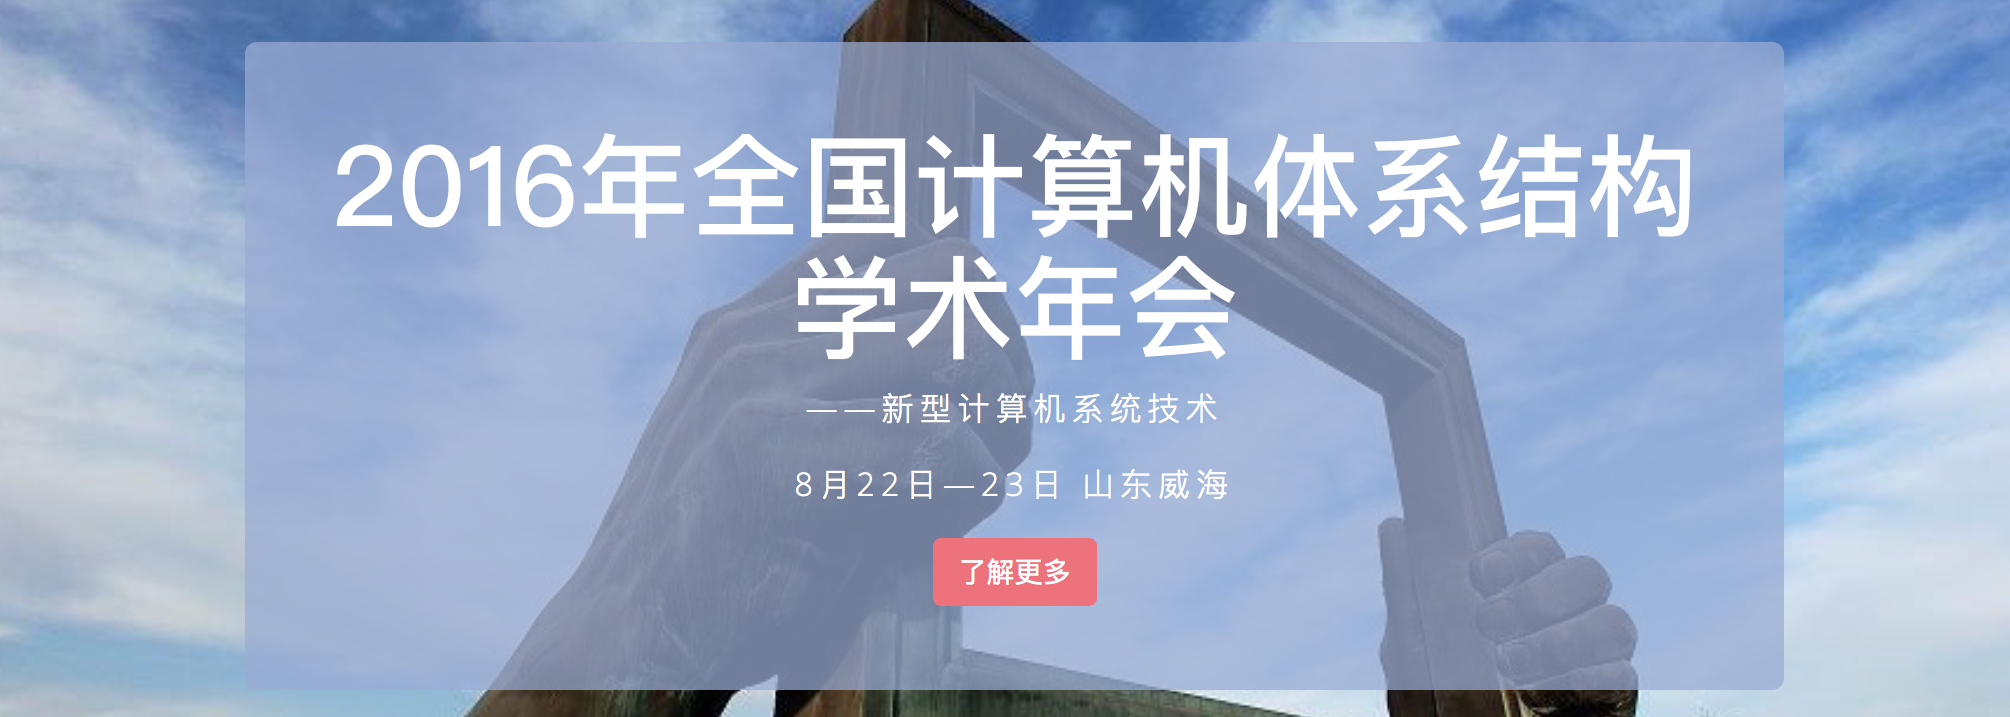 2016年全国计算机体系结构
学术年会
——新型计算机系统技术
8月22日—23日 山东威海
了解更多